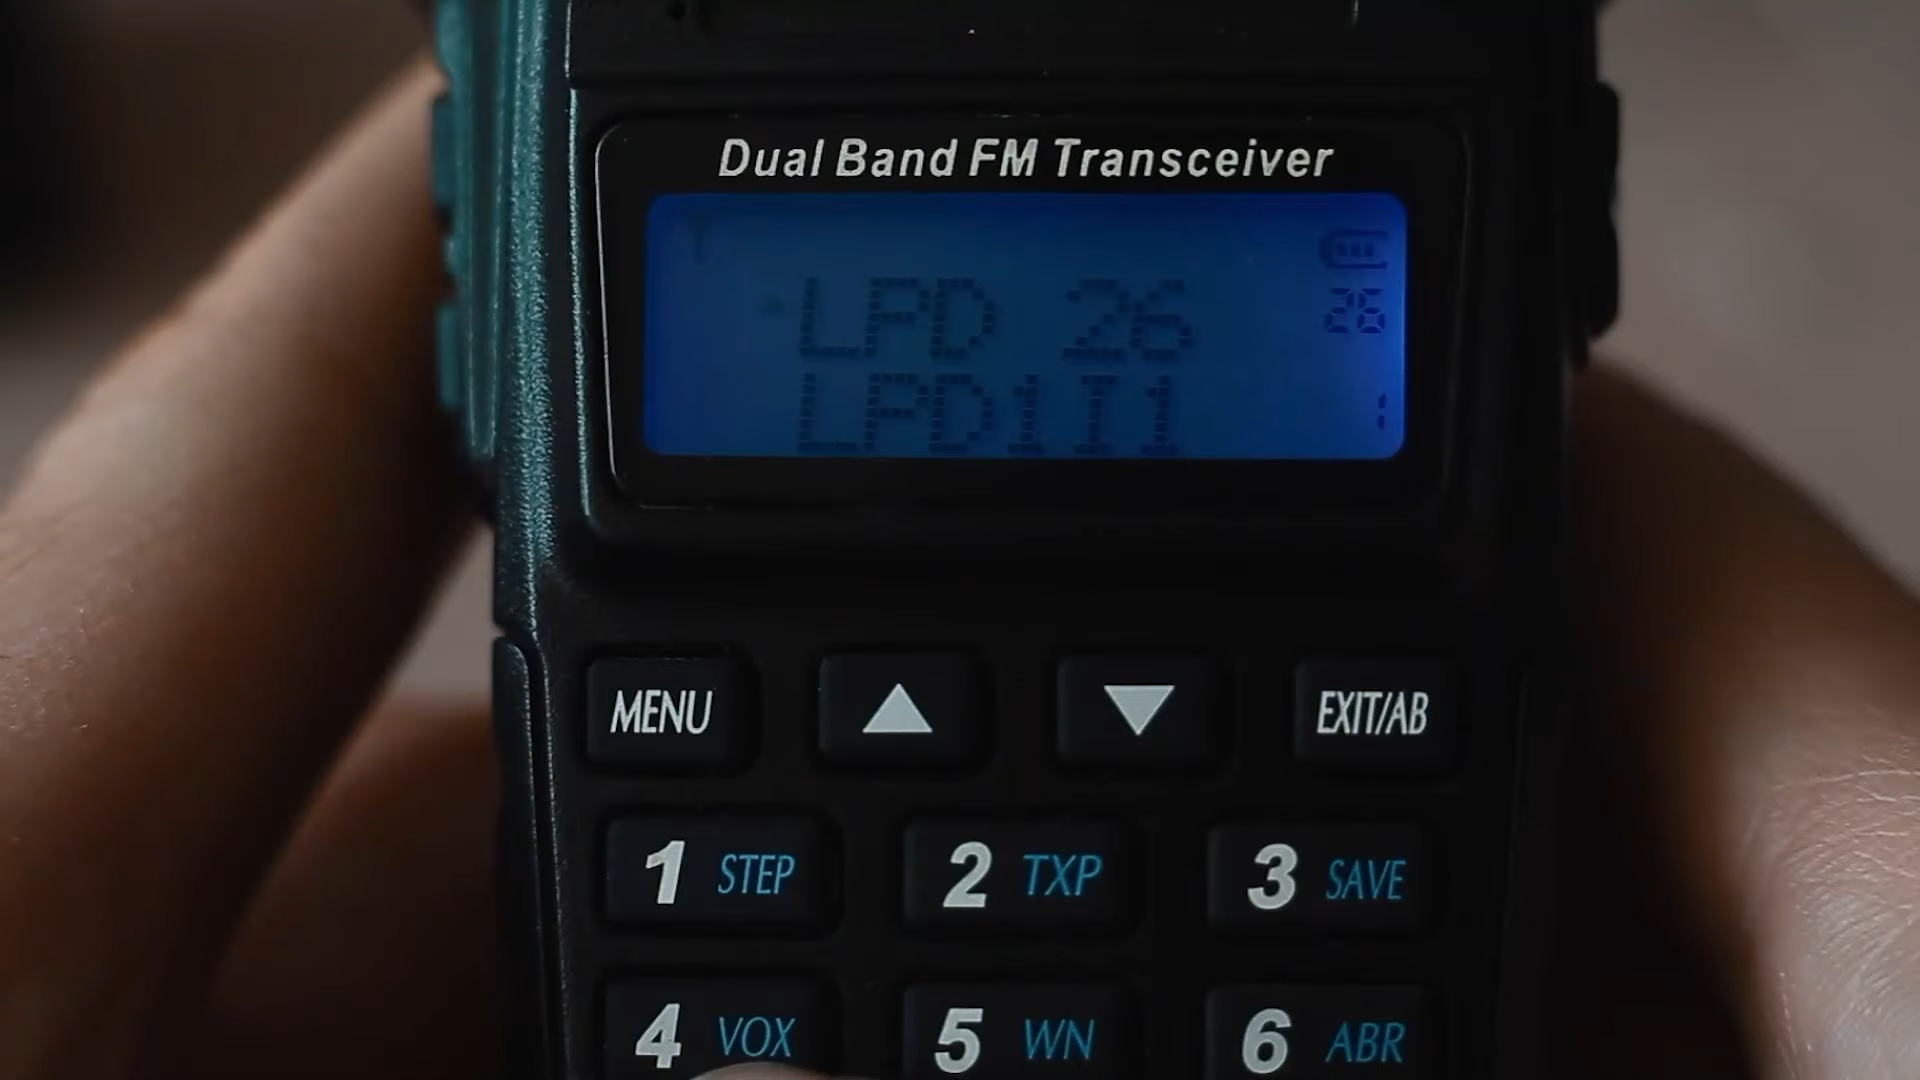 Dual Band FM Transceiver
LPD 26 26
LPD1I1 1
MENU ▲ ▼ EXIT/AB
1 STEP 2 TXP 3 SAVE
4 VOX 5 WN 6 ABR